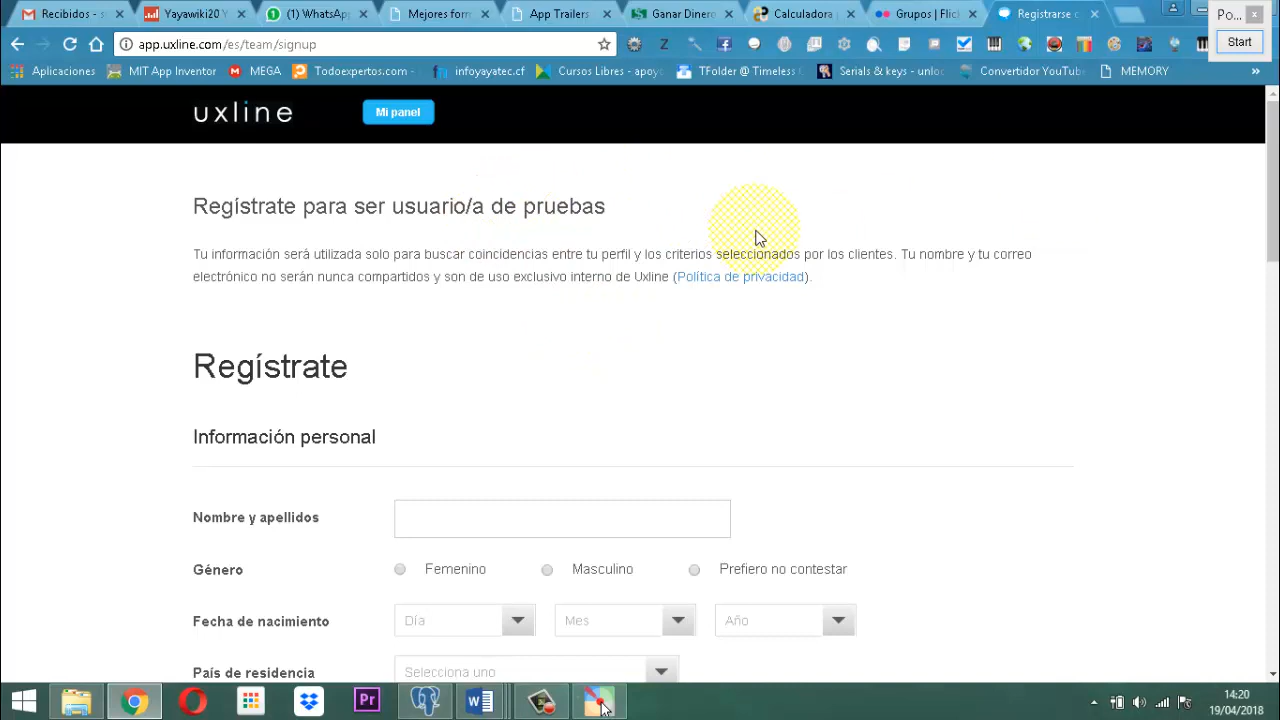 Recibidos - s
Yayawiki20 Y
(1) WhatsApp
Mejores form
App Trailers
Ganar Dinero
Calculadora
Grupos | Flick
Registrarse c
Po...
app.uxline.com/es/team/signup
Start
Aplicaciones
MIT App Inventor
MEGA
Todoexpertos.com -
infoyayatec.cf
Cursos Libres - apoy
TFolder @ Timeless
Serials & keys - unlo
Convertidor YouTub
MEMORY
»
uxline
Mi panel
Regístrate para ser usuario/a de pruebas
Tu información será utilizada solo para buscar coincidencias entre tu perfil y los criterios seleccionados por los clientes. Tu nombre y tu correo
electrónico no serán nunca compartidos y son de uso exclusivo interno de Uxline (Política de privacidad).
Regístrate
Información personal
Nombre y apellidos
Género
Femenino
Masculino
Prefiero no contestar
Fecha de nacimiento
Día
Mes
Año
País de residencia
Selecciona uno
14:20
19/04/2018